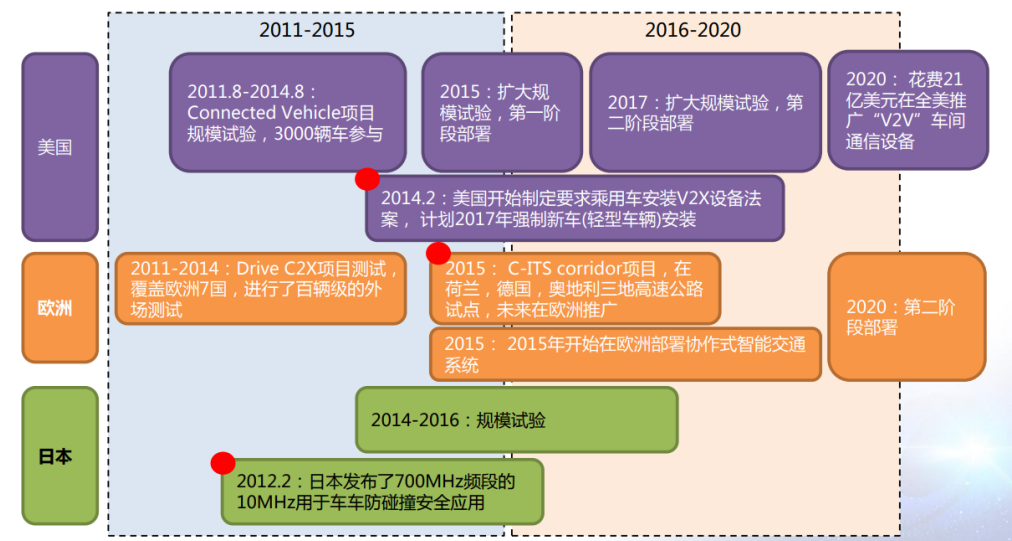 2011-2015
2016-2020
美国
2011.8-2014.8：
Connected Vehicle项目
规模试验，3000辆车参与
2015：扩大规
模试验，第一阶
段部署
2017：扩大规模试验，第
二阶段部署
2020： 花费21
亿美元在全美推
广“V2V”车间
通信设备
2014.2：美国开始制定要求乘用车安装V2X设备法
案， 计划2017年强制新车(轻型车辆)安装
欧洲
2011-2014：Drive C2X项目测试，
覆盖欧洲7国，进行了百辆级的外
场测试
2015： C-ITS corridor项目，在
荷兰，德国，奥地利三地高速公路
试点，未来在欧洲推广
2015： 2015年开始在欧洲部署协作式智能交通
系统
2020：第二阶
段部署
日本
2014-2016：规模试验
2012.2：日本发布了700MHz频段的
10MHz用于车车防碰撞安全应用